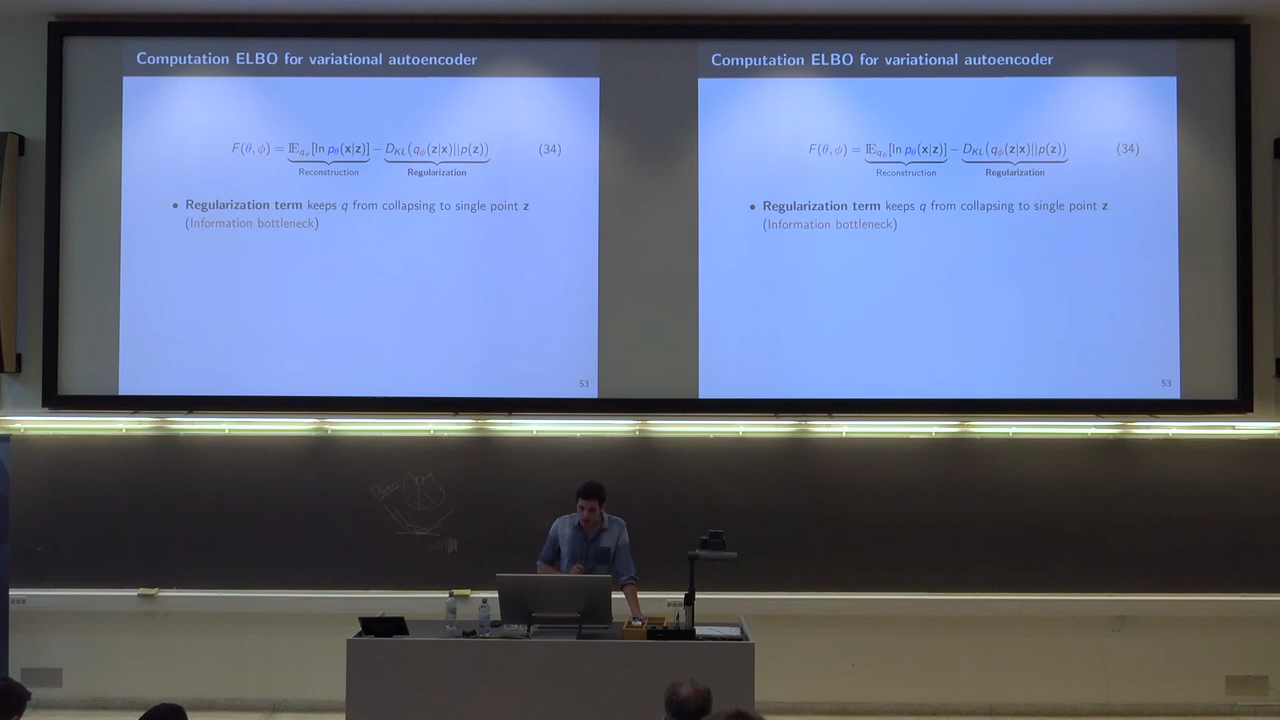 Computation ELBO for variational autoencoder
F(θ, ϕ) = 𝔼_{q_ϕ}[ln p_θ(x|z)] − D_{KL}(q_ϕ(z|x)||p(z)) (34)
Reconstruction Regularization
• Regularization term keeps q from collapsing to single point z
(Information bottleneck)
53
Computation ELBO for variational autoencoder
F(θ, ϕ) = 𝔼_{q_ϕ}[ln p_θ(x|z)] − D_{KL}(q_ϕ(z|x)||p(z)) (34)
Reconstruction Regularization
• Regularization term keeps q from collapsing to single point z
(Information bottleneck)
53